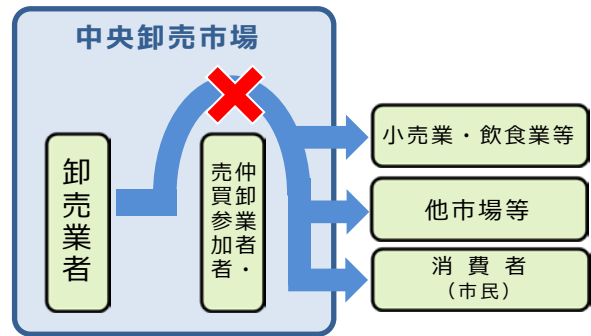 中央卸売市場
卸売業者
仲卸業者・
売買参加者
小売業・飲食業等
他市場等
消費者
（市民）